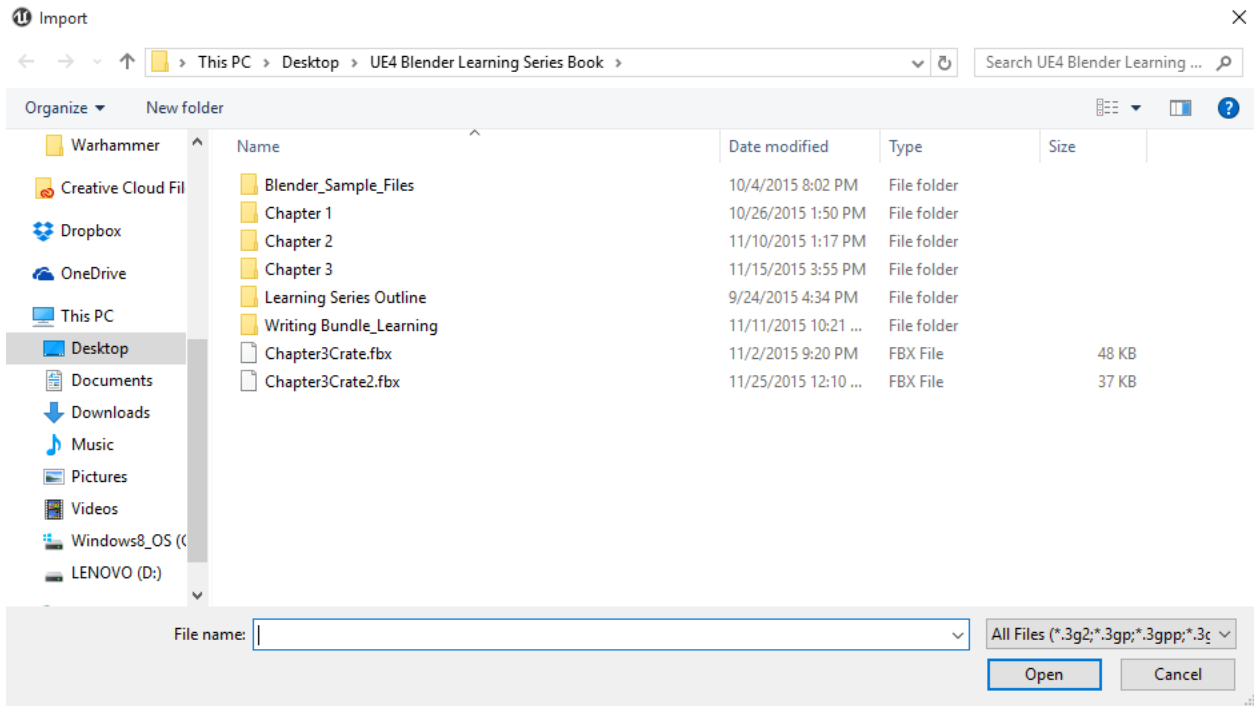 Import
This PC > Desktop > UE4 Blender Learning Series Book >
Search UE4 Blender Learning ...
Organize
New folder
?
Warhammer
Creative Cloud Fil
Dropbox
OneDrive
This PC
Desktop
Documents
Downloads
Music
Pictures
Videos
Windows8_OS (C
LENOVO (D:)
Name Date modified Type Size
Blender_Sample_Files 10/4/2015 8:02 PM File folder
Chapter 1 10/26/2015 1:50 PM File folder
Chapter 2 11/10/2015 1:17 PM File folder
Chapter 3 11/15/2015 3:55 PM File folder
Learning Series Outline 9/24/2015 4:34 PM File folder
Writing Bundle_Learning 11/11/2015 10:21 ... File folder
Chapter3Crate.fbx 11/2/2015 9:20 PM FBX File 48 KB
Chapter3Crate2.fbx 11/25/2015 12:10 ... FBX File 37 KB
File name:
All Files (*.3g2;*.3gp;*.3gpp;*.3g
Open
Cancel